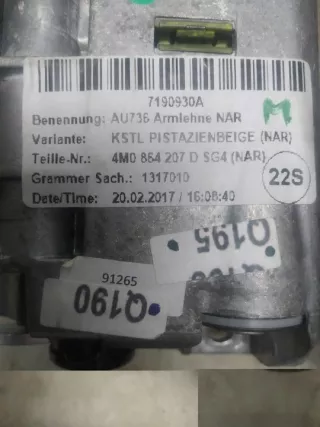 7190930A
Benennung: AU736 Armlehne NAR
Variante: KSTL PISTAZIENBEIGE (NAR)
Teille-Nr.: 4M0 864 207 D SG4 (NAR)
Grammer Sach.: 1317010
22S
Date/Time: 20.02.2017 / 16:08:40
Q195
91265
Q190